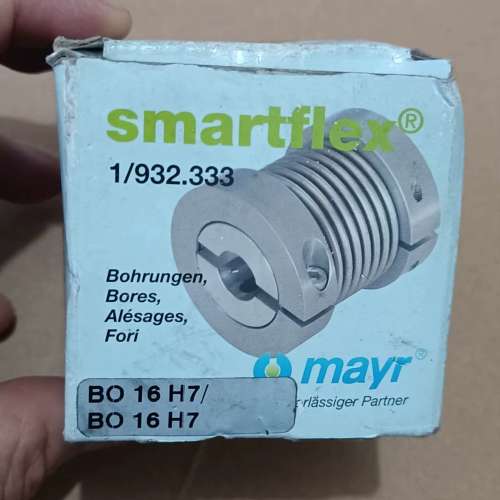 smartflex®
1/932.333
Bohrungen,
Bores,
Alésages,
Fori
mayr®
rlässiger Partner
BO 16 H7/
BO 16 H7